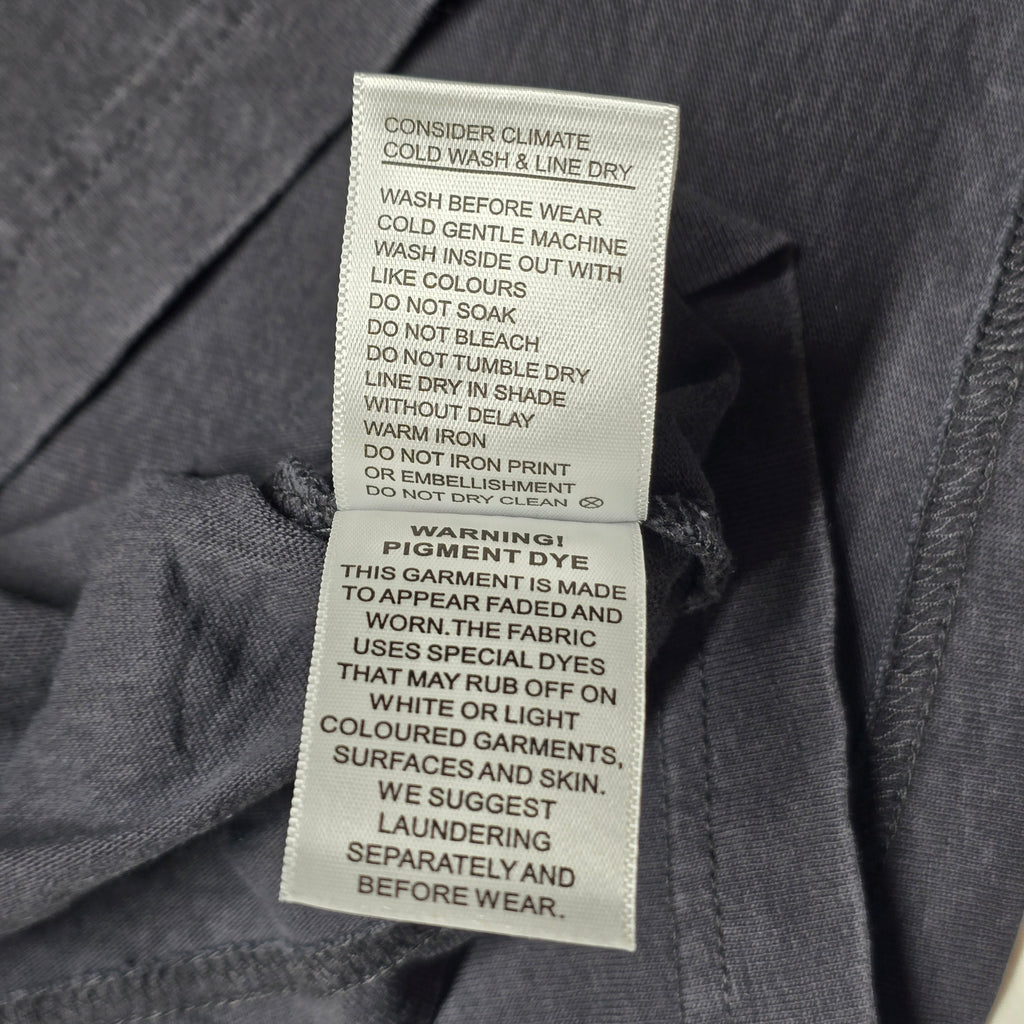 CONSIDER CLIMATE
COLD WASH & LINE DRY
WASH BEFORE WEAR
COLD GENTLE MACHINE
WASH INSIDE OUT WITH
LIKE COLOURS
DO NOT SOAK
DO NOT BLEACH
DO NOT TUMBLE DRY
LINE DRY IN SHADE
WITHOUT DELAY
WARM IRON
DO NOT IRON PRINT
OR EMBELLISHMENT
DO NOT DRY CLEAN
WARNING!
PIGMENT DYE
THIS GARMENT IS MADE
TO APPEAR FADED AND
WORN.THE FABRIC
USES SPECIAL DYES
THAT MAY RUB OFF ON
WHITE OR LIGHT
COLOURED GARMENTS,
SURFACES AND SKIN.
WE SUGGEST
LAUNDERING
SEPARATELY AND
BEFORE WEAR.